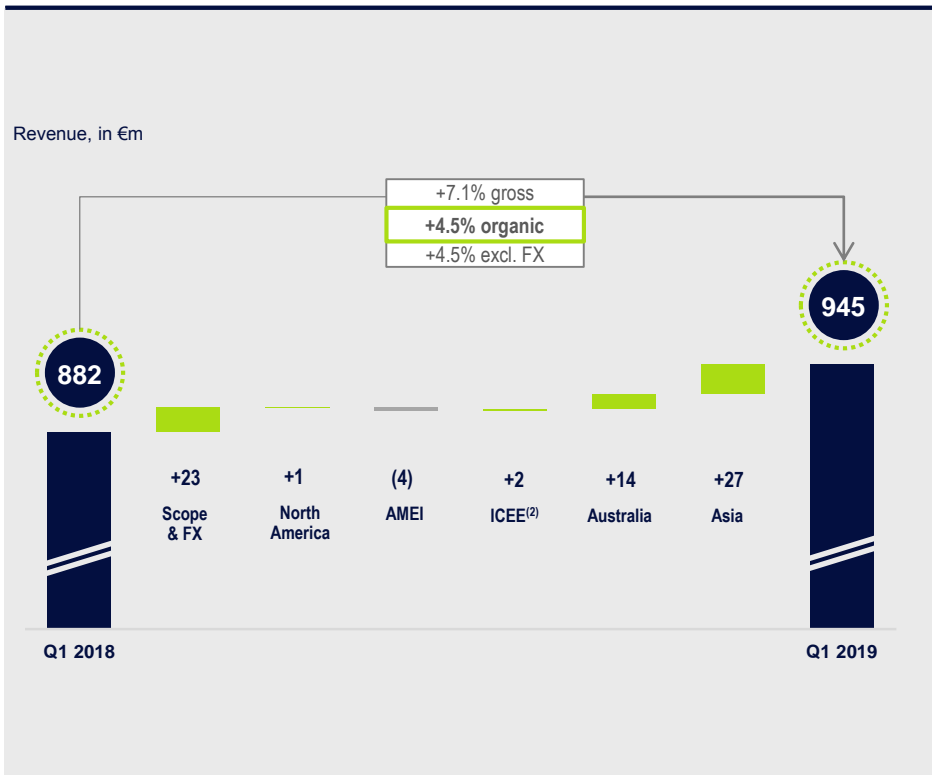 Revenue, in €m
+7.1% gross
+4.5% organic
+4.5% excl. FX
882
945
+23
Scope
& FX
+1
North
America
(4)
AMEI
+2
ICEE(2)
+14
Australia
+27
Asia
Q1 2018
Q1 2019